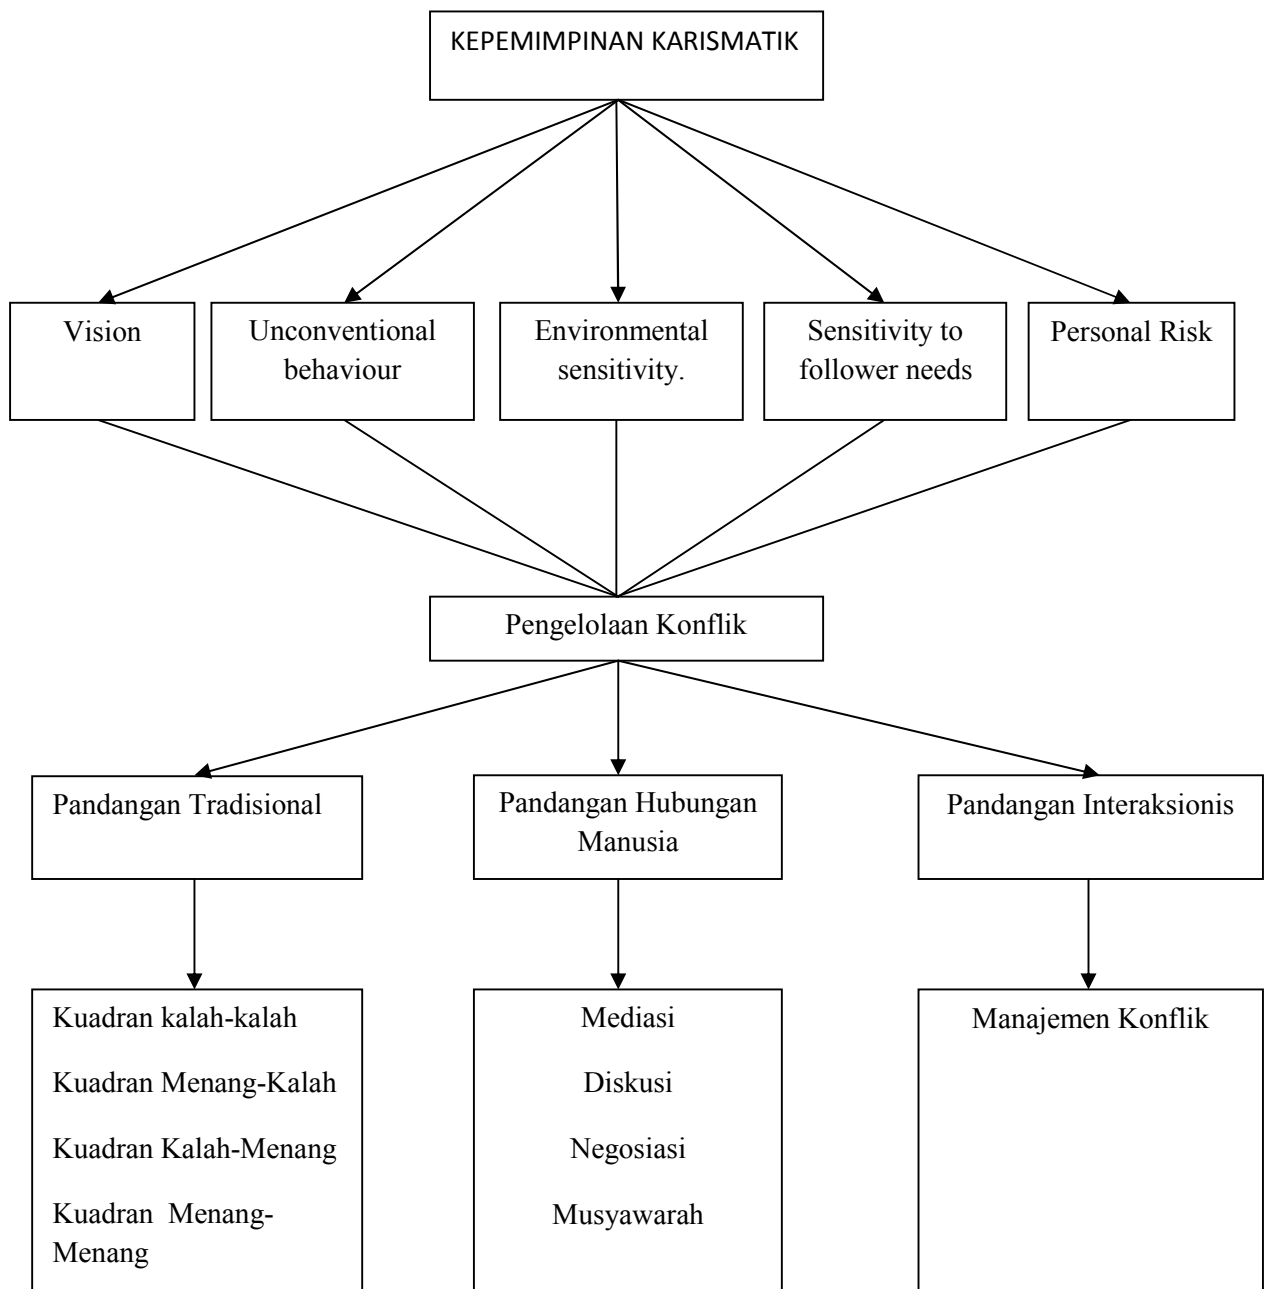 KEPEMIMPINAN KARISMATIK
Vision
Unconventional
behaviour
Environmental
sensitivity.
Sensitivity to
follower needs
Personal Risk
Pengelolaan Konflik
Pandangan Tradisional
Pandangan Hubungan
Manusia
Pandangan Interaksionis
Kuadran kalah-kalah
Kuadran Menang-Kalah
Kuadran Kalah-Menang
Kuadran Menang-
Menang
Mediasi
Diskusi
Negosiasi
Musyawarah
Manajemen Konflik